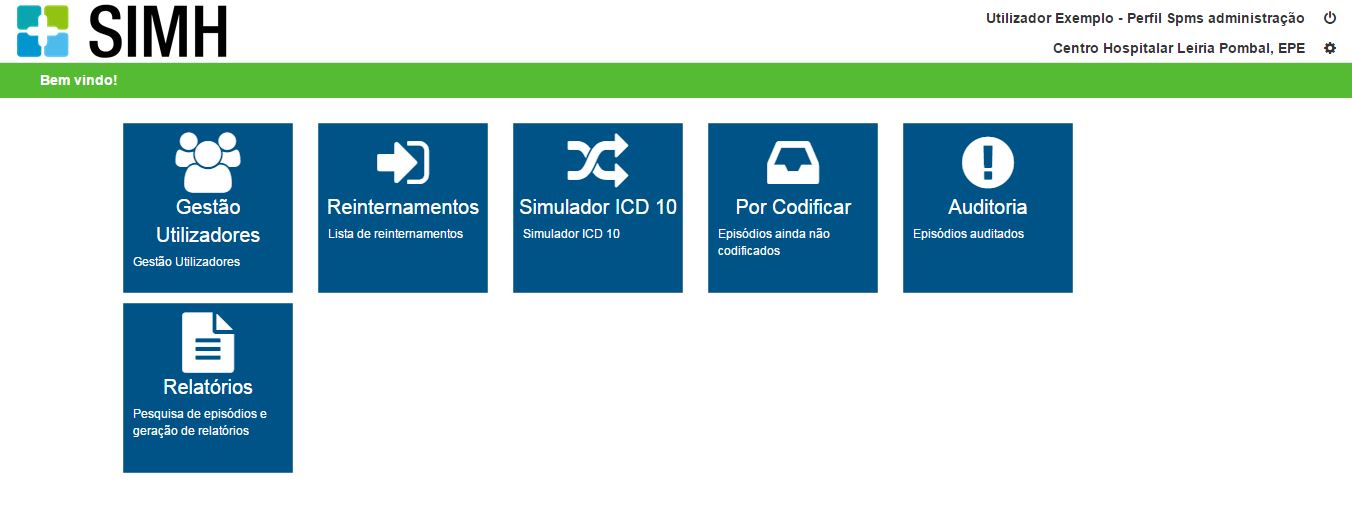 SIMH
Utilizador Exemplo - Perfil Spms administração
Centro Hospitalar Leiria Pombal, EPE
Bem vindo!
Gestão
Utilizadores
Gestão Utilizadores
Reinternamentos
Lista de reinternamentos
Simulador ICD 10
Simulador ICD 10
Por Codificar
Episódios ainda não
codificados
Auditoria
Episódios auditados
Relatórios
Pesquisa de episódios e
geração de relatórios